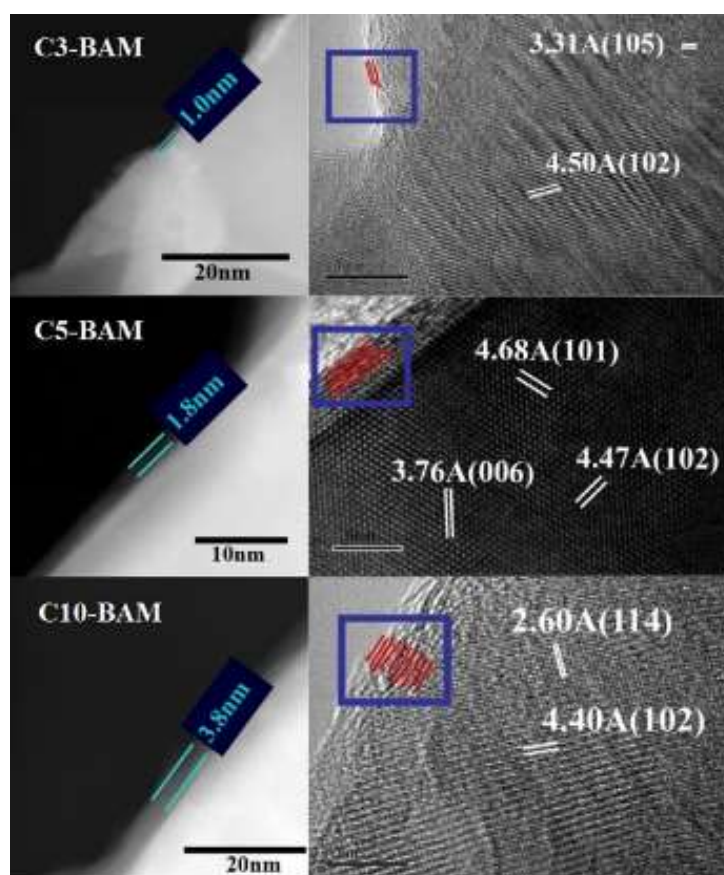 C3-BAM
1.0nm
20nm
3.31A(105)
4.50A(102)
C5-BAM
1.8nm
10nm
4.68A(101)
3.76A(006)
4.47A(102)
C10-BAM
3.8nm
20nm
2.60A(114)
4.40A(102)